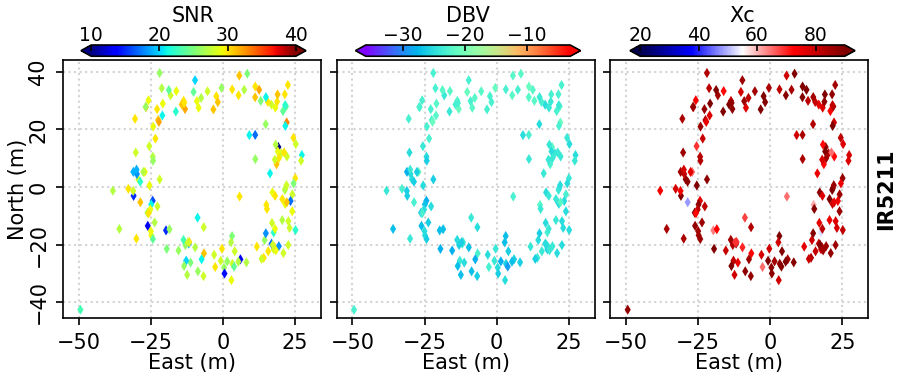 SNR DBV Xc
10 20 30 40 −30 −20 −10 20 40 60 80
40
20
0
−20
−40
North (m)
IR5211
−50 −25 0 25 −50 −25 0 25 −50 −25 0 25
East (m) East (m) East (m)